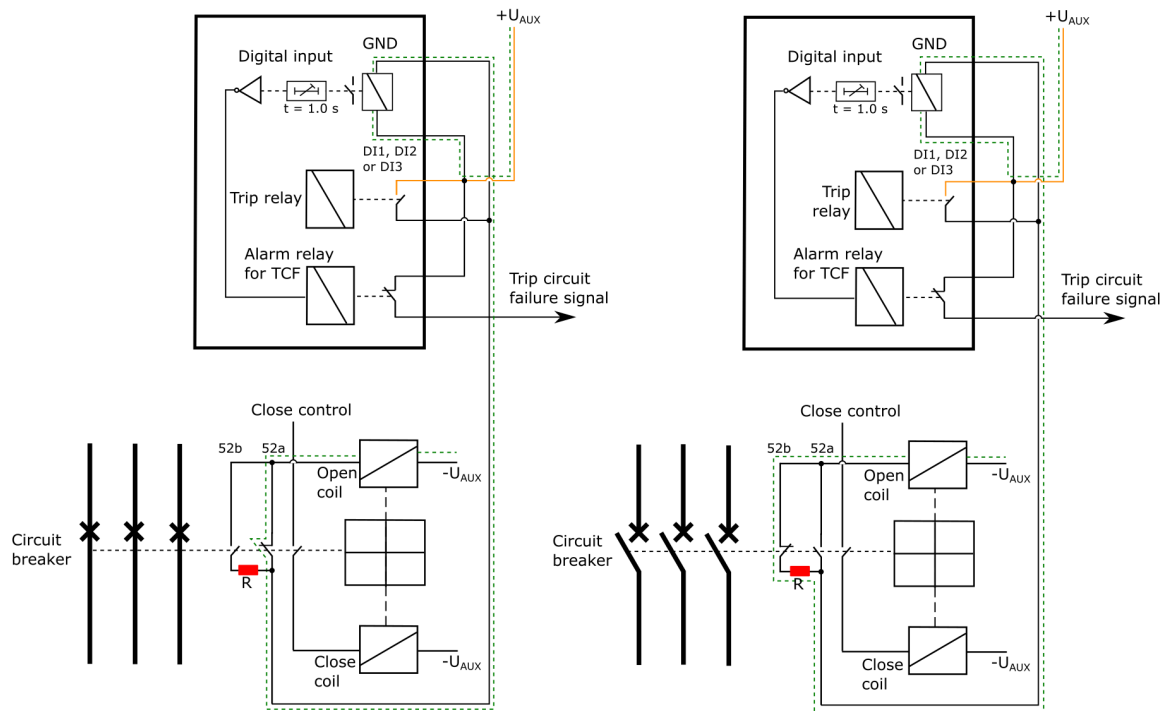 +UAUX
GND
Digital input
t = 1.0 s
DI1, DI2
or DI3
Trip relay
Alarm relay
for TCF
Trip circuit
failure signal
Close control
52b
52a
Open
coil
-UAUX
Circuit
breaker
R
Close
coil
-UAUX
+UAUX
GND
Digital input
t = 1.0 s
DI1, DI2
or DI3
Trip
relay
Alarm relay
for TCF
Trip circuit
failure signal
Close control
52b
52a
Open
coil
-UAUX
Circuit
breaker
R
Close
coil
-UAUX